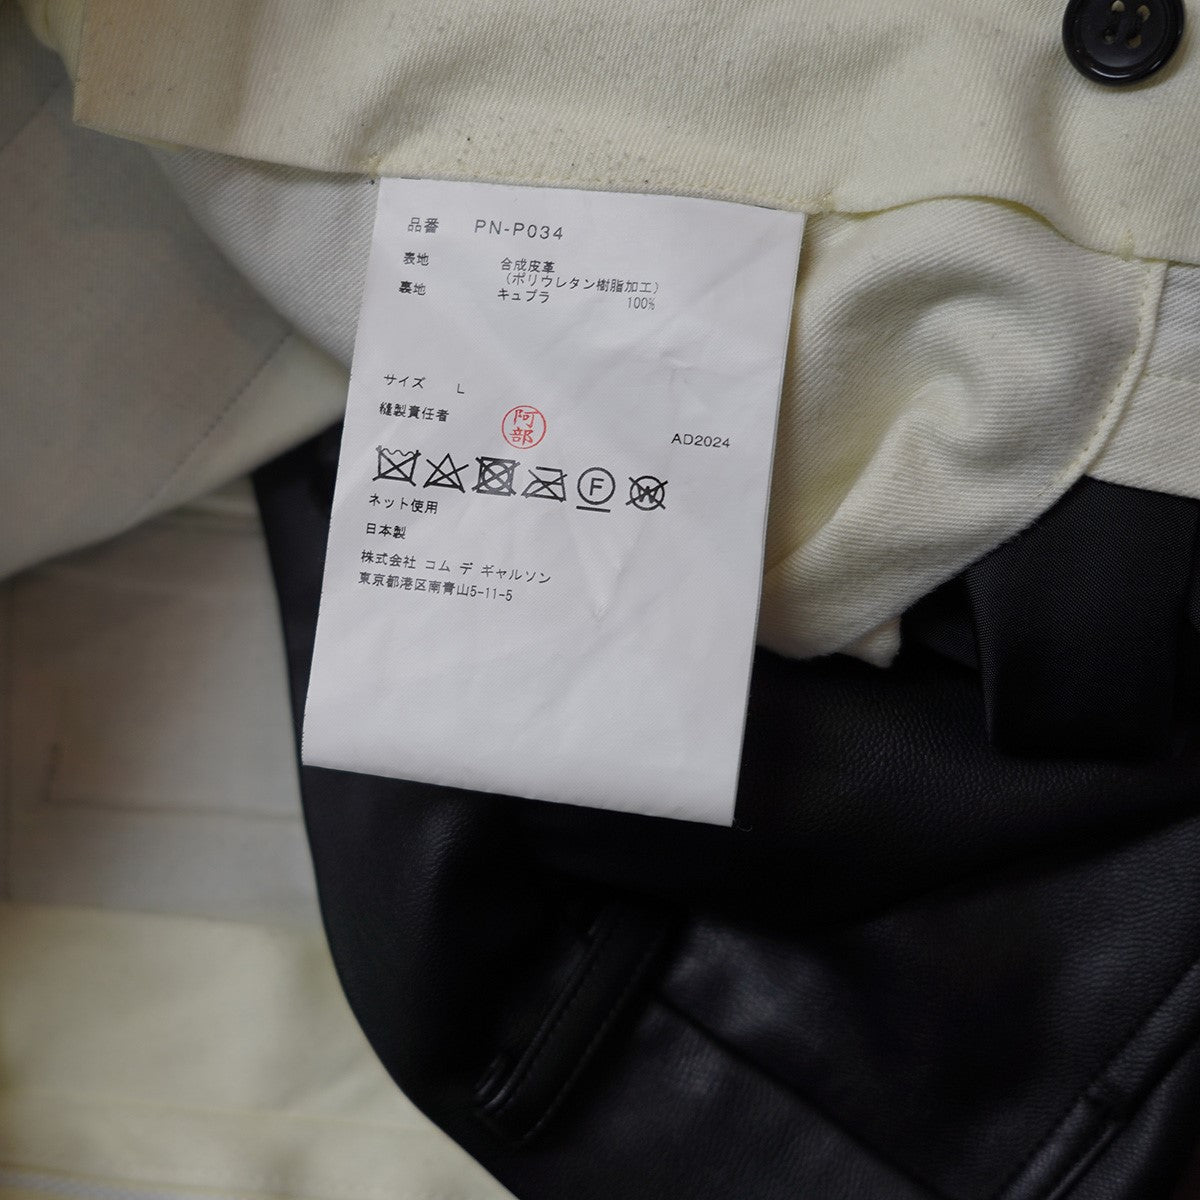 品番 PN-P034
表地 合成皮革
(ポリウレタン樹脂加工)
裏地 キュプラ 100%
サイズ L
縫製責任者 阿部 AD2024
F W
ネット使用
日本製
株式会社 コム デ ギャルソン
東京都港区南青山5-11-5